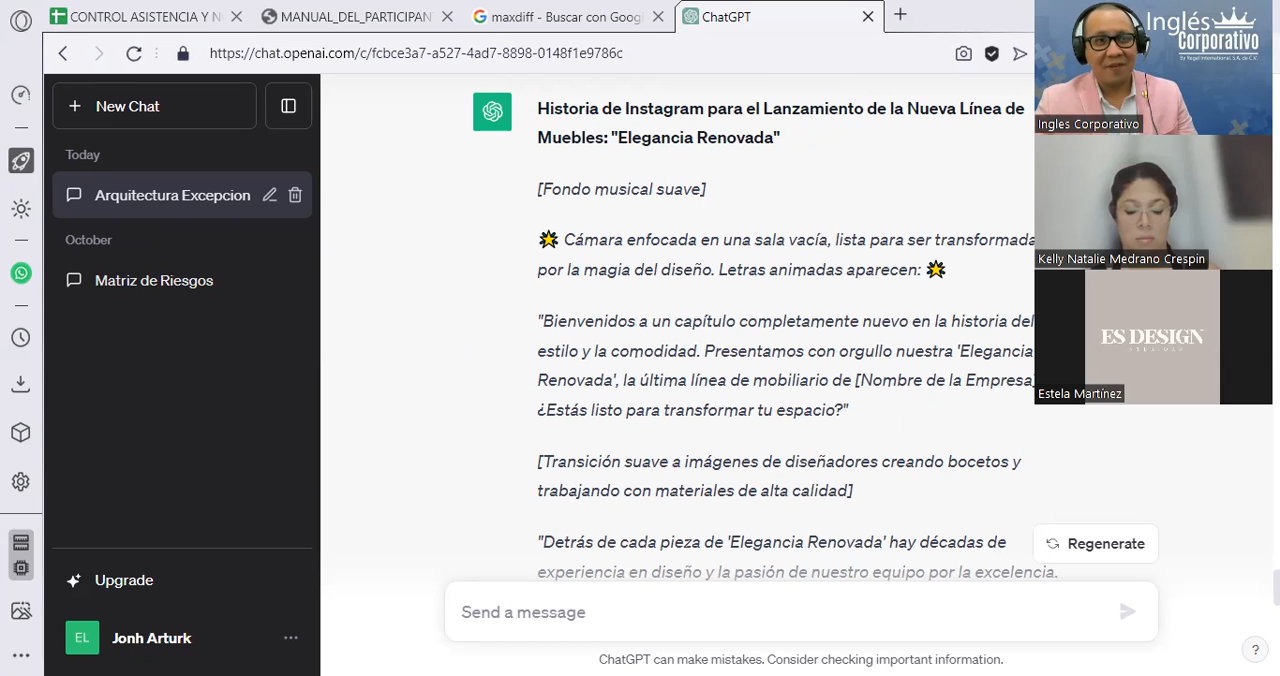 CONTROL ASISTENCIA Y N
MANUAL_DEL_PARTICIPAN
maxdiff - Buscar con Goog
ChatGPT
https://chat.openai.com/c/fcbce3a7-a527-4ad7-8898-0148f1e9786c
New Chat
Today
Arquitectura Excepcion
October
Matriz de Riesgos
Upgrade
EL
Jonh Arturk
Historia de Instagram para el Lanzamiento de la Nueva Línea de
Muebles: "Elegancia Renovada"
[Fondo musical suave]
Cámara enfocada en una sala vacía, lista para ser transformada
por la magia del diseño. Letras animadas aparecen:
"Bienvenidos a un capítulo completamente nuevo en la historia del
estilo y la comodidad. Presentamos con orgullo nuestra 'Elegancia
Renovada', la última línea de mobiliario de [Nombre de la Empresa]
¿Estás listo para transformar tu espacio?"
[Transición suave a imágenes de diseñadores creando bocetos y
trabajando con materiales de alta calidad]
"Detrás de cada pieza de 'Elegancia Renovada' hay décadas de
experiencia en diseño y la pasión de nuestro equipo por la excelencia.
Regenerate
Send a message
ChatGPT can make mistakes. Consider checking important information.
?
Inglés
Corporativo
By Regal International, S.A. de C.V.
Ingles Corporativo
Kelly Natalie Medrano Crespin
ES DESIGN
Estela Martínez